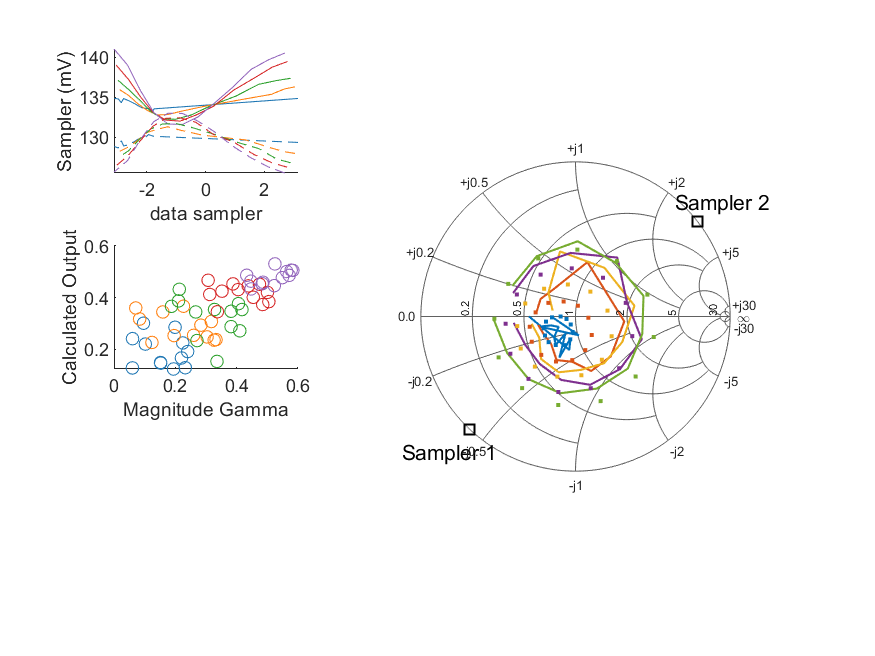 140
135
130
Sampler (mV)
-2
0
2
data sampler
0.6
0.4
0.2
Calculated Output
0
0.2
0.4
0.6
Magnitude Gamma
+j1
+j0.5
+j2
Sampler 2
+j0.2
+j5
0.0
0.2
0.5
1
2
5
30
+j30
∞
-j30
-j0.2
-j5
Sampler 1
-j0.5
-j2
-j1